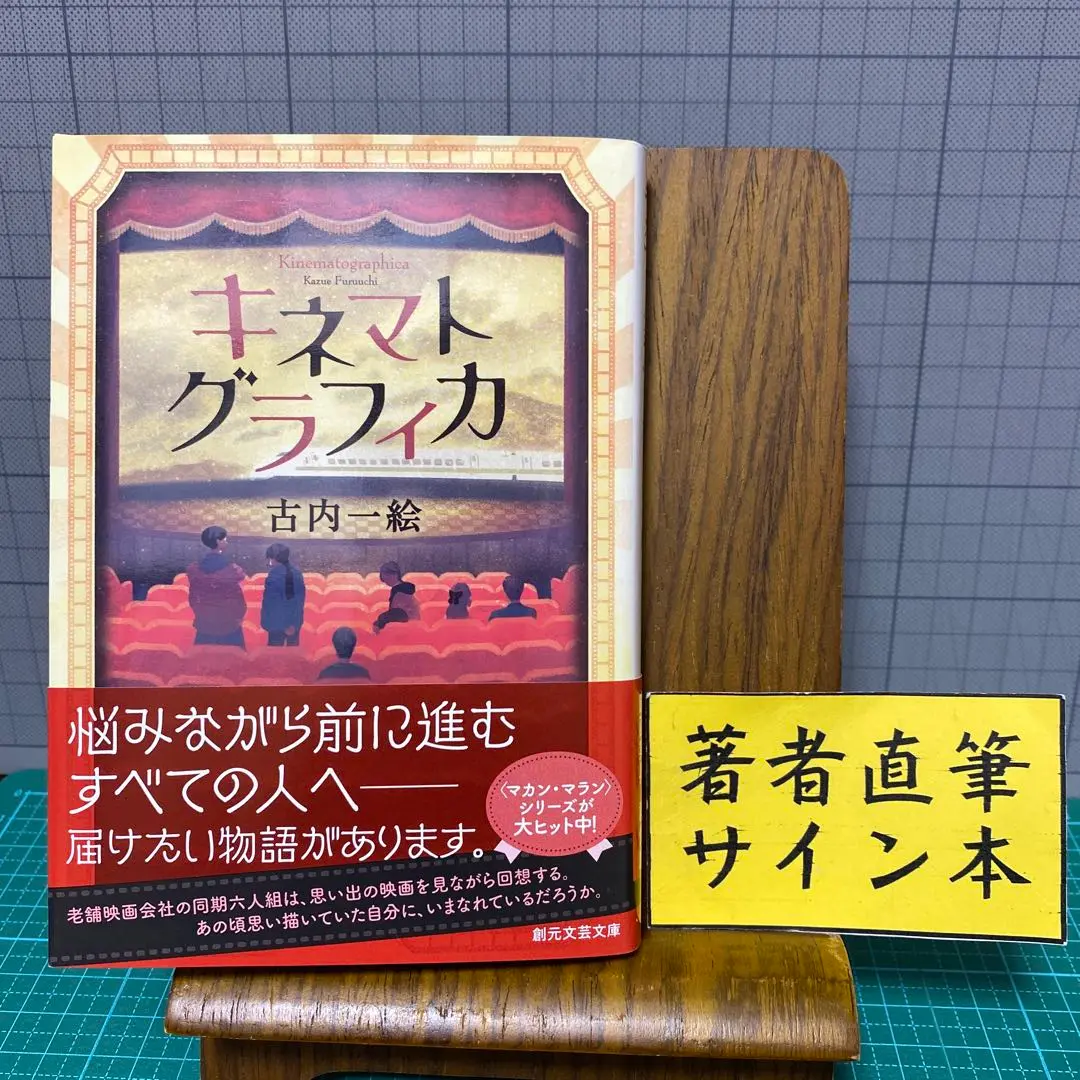 Kinematographica
Kazue Furuuchi
キネマト
グラフィカ
古内一絵
悩みながら前に進む
すべての人へ――
届けたい物語があります。
〈マカン・マラン〉
シリーズが
大ヒット中!
老舗映画会社の同期六人組は、思い出の映画を見ながら回想する。
あの頃思い描いていた自分に、いまなれているだろうか。
創元文芸文庫
著者直筆
サイン本